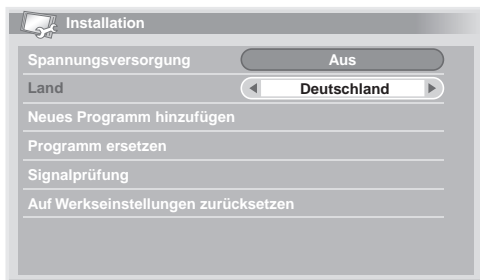 Installation
Spannungsversorgung Aus
Land Deutschland
Neues Programm hinzufügen
Programm ersetzen
Signalprüfung
Auf Werkseinstellungen zurücksetzen